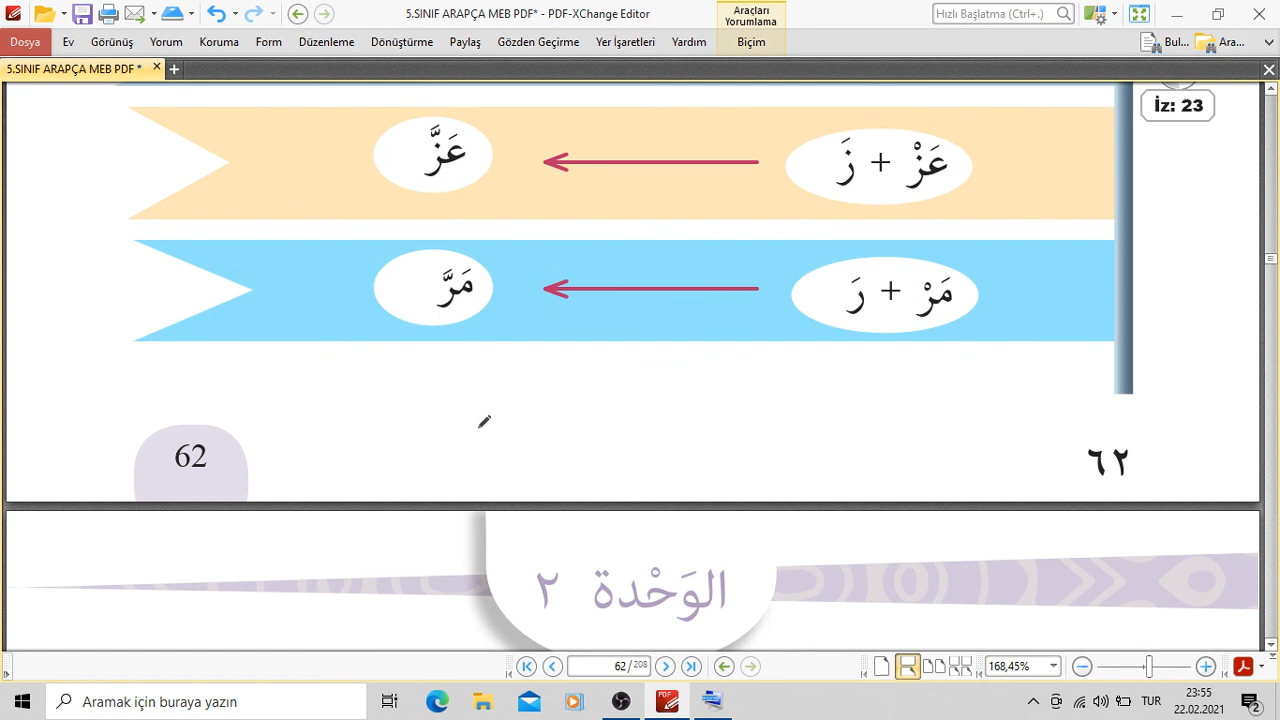 5.SINIF ARAPÇA MEB PDF* - PDF-XChange Editor
Araçları
Yorumlama
Hızlı Başlatma (Ctrl+.)
Dosya Ev Görünüş Yorum Koruma Form Düzenleme Dönüştürme Paylaş Gözden Geçirme Yer İşaretleri Yardım Biçim Bul... Ara...
5.SINIF ARAPÇA MEB PDF *
İz: 23
عَزْ + زَ عَزَّ
مَرْ + رَ مَرَّ
62 ٦٢
الوَحْدة ٢
62 / 208
168,45%
Aramak için buraya yazın
TUR
23:55
22.02.2021
2